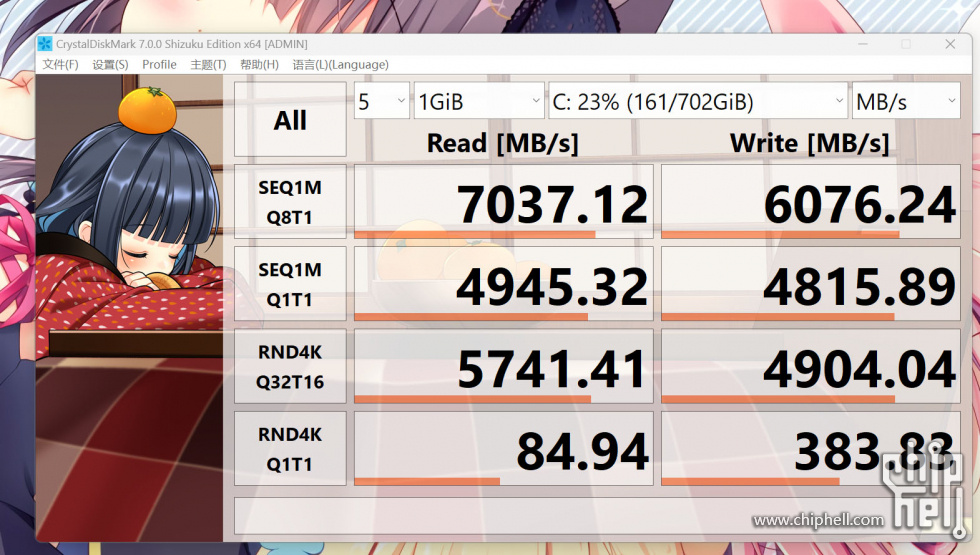 CrystalDiskMark 7.0.0 Shizuku Edition x64 [ADMIN]
文件(F) 设置(S) Profile 主题(T) 帮助(H) 语言(L)(Language)
All 5 1GiB C: 23% (161/702GiB) MB/s
Read [MB/s] Write [MB/s]
SEQ1M
Q8T1
7037.12 6076.24
SEQ1M
Q1T1
4945.32 4815.89
RND4K
Q32T16
5741.41 4904.04
RND4K
Q1T1
84.94 383.83
www.chiphell.com
chip
hell